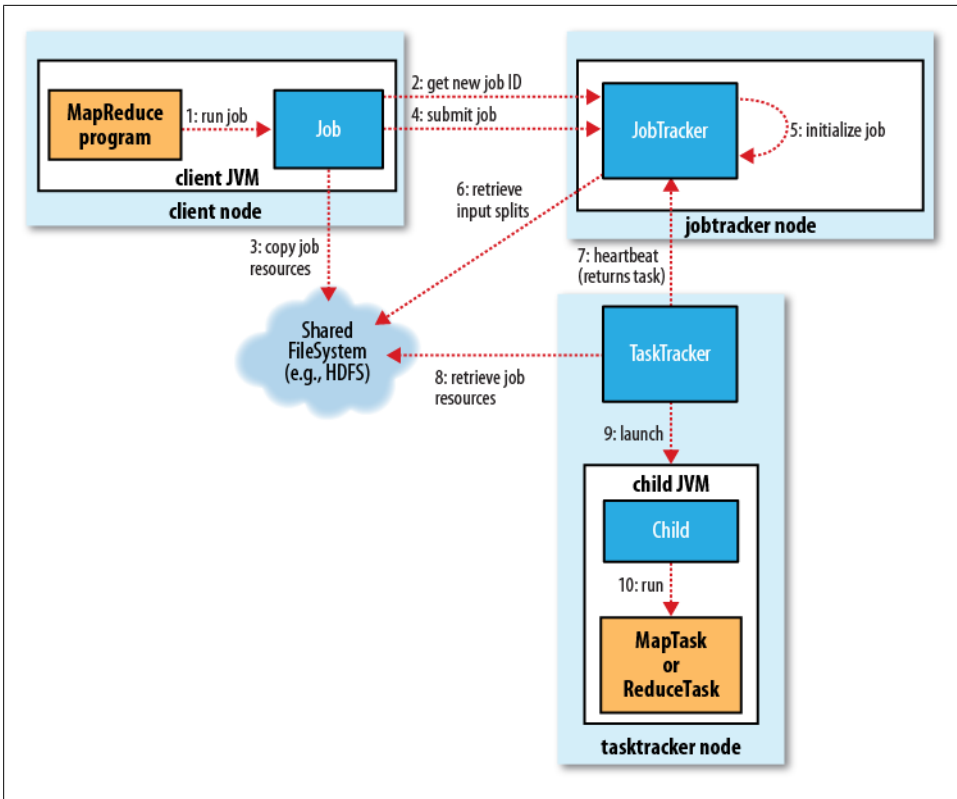 MapReduce
program
1: run job
Job
client JVM
client node
2: get new job ID
4: submit job
JobTracker
5: initialize job
jobtracker node
3: copy job
resources
6: retrieve
input splits
7: heartbeat
(returns task)
Shared
FileSystem
(e.g., HDFS)
8: retrieve job
resources
TaskTracker
9: launch
child JVM
Child
10: run
MapTask
or
ReduceTask
tasktracker node